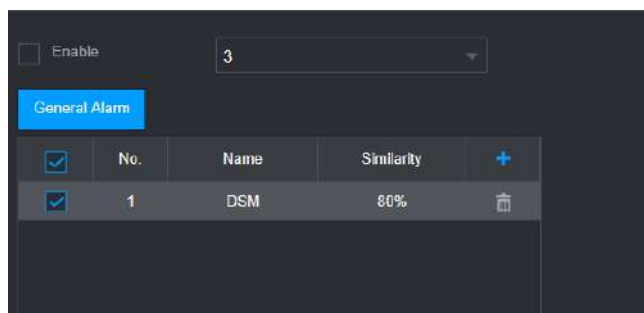 Enable
3
General Alarm
No. Name Similarity +
1 DSM 80%